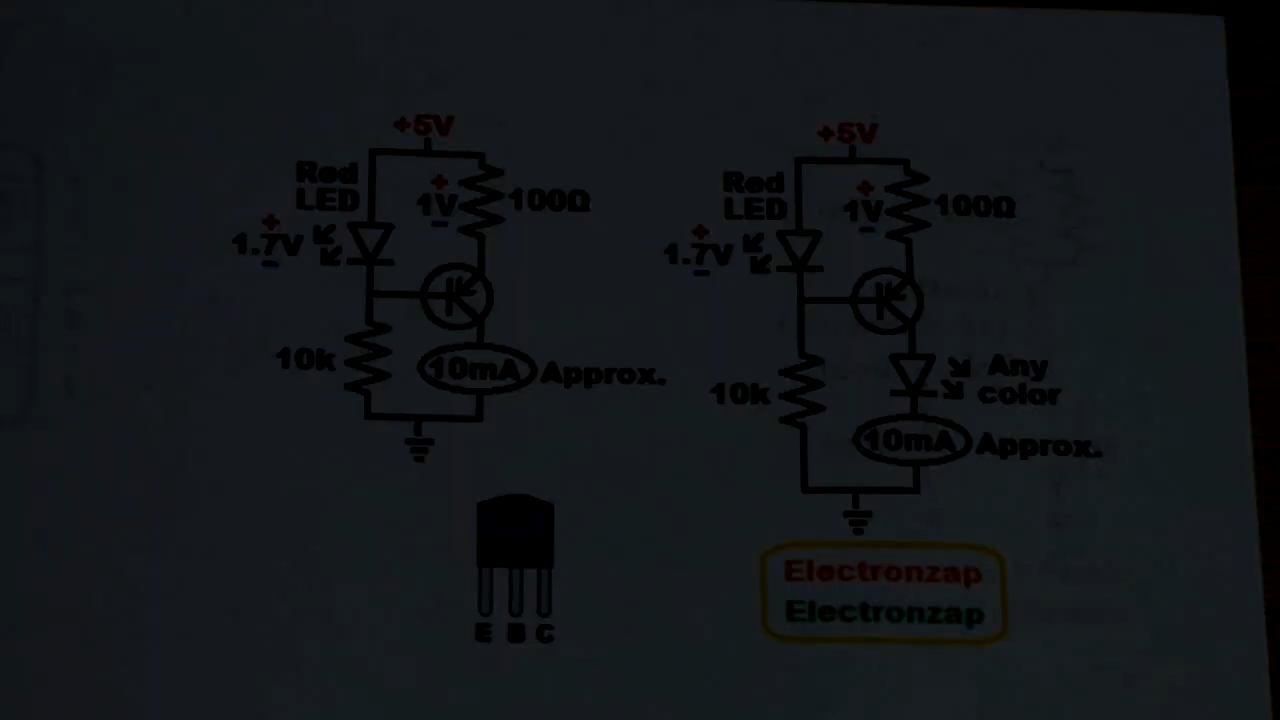 +5V
Red
LED
+
1V
-
100Ω
+
1.7V
-
10k
10mA Approx.
E B C
+5V
Red
LED
+
1V
-
100Ω
+
1.7V
-
10k
Any
color
10mA Approx.
Electronzap
Electronzap